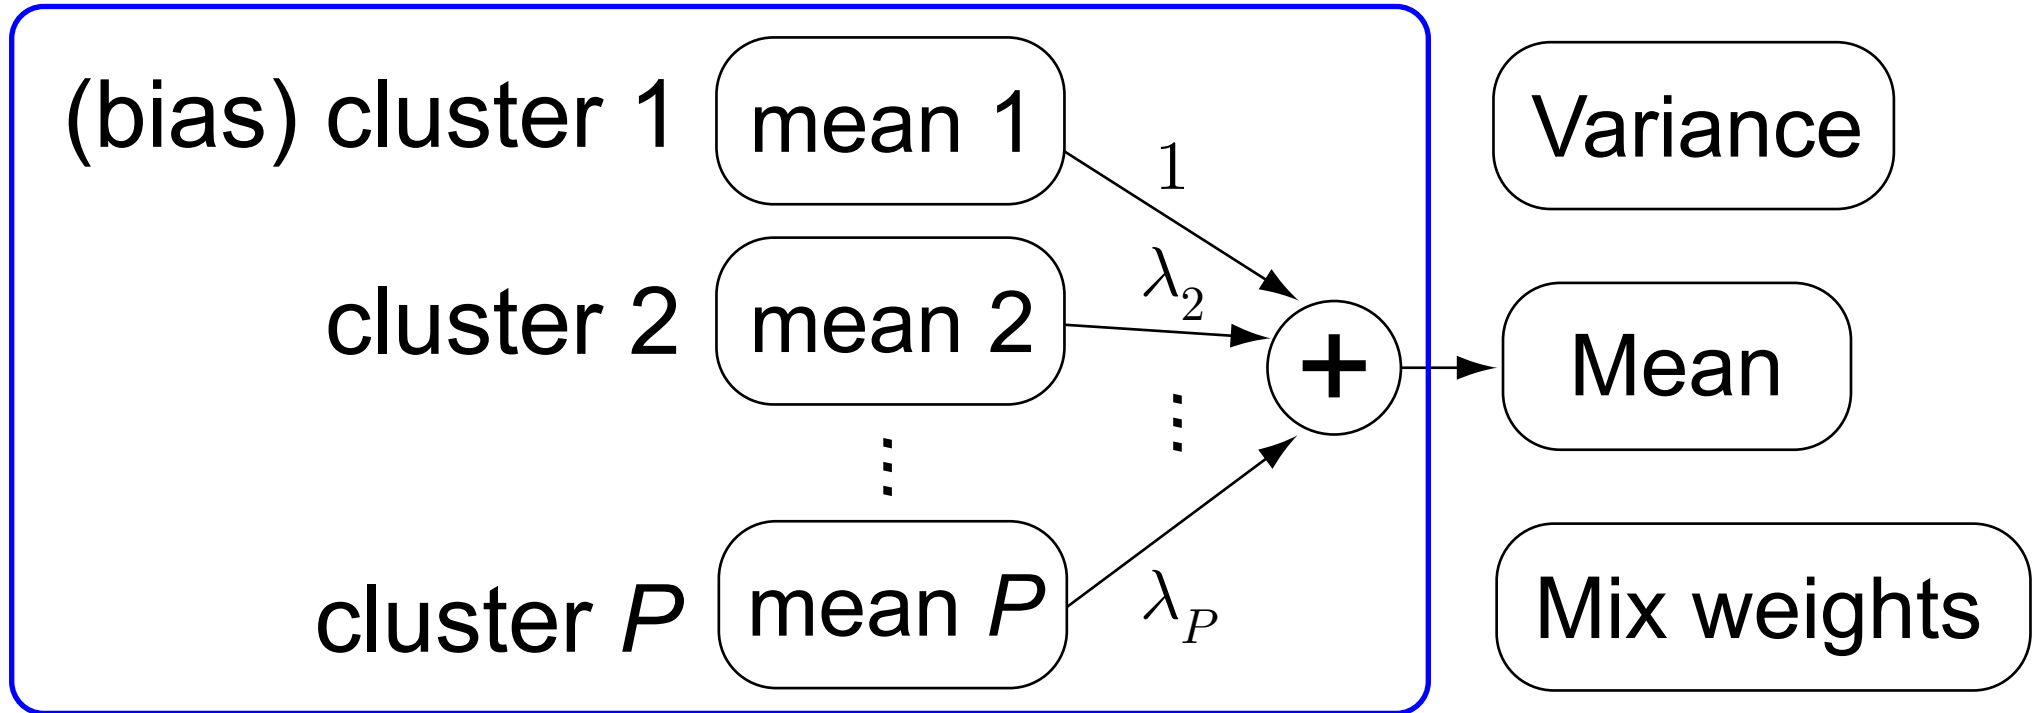 (bias) cluster 1 mean 1 1 Variance
cluster 2 mean 2 λ2 + Mean
⋮ ⋮
cluster P mean P λP Mix weights